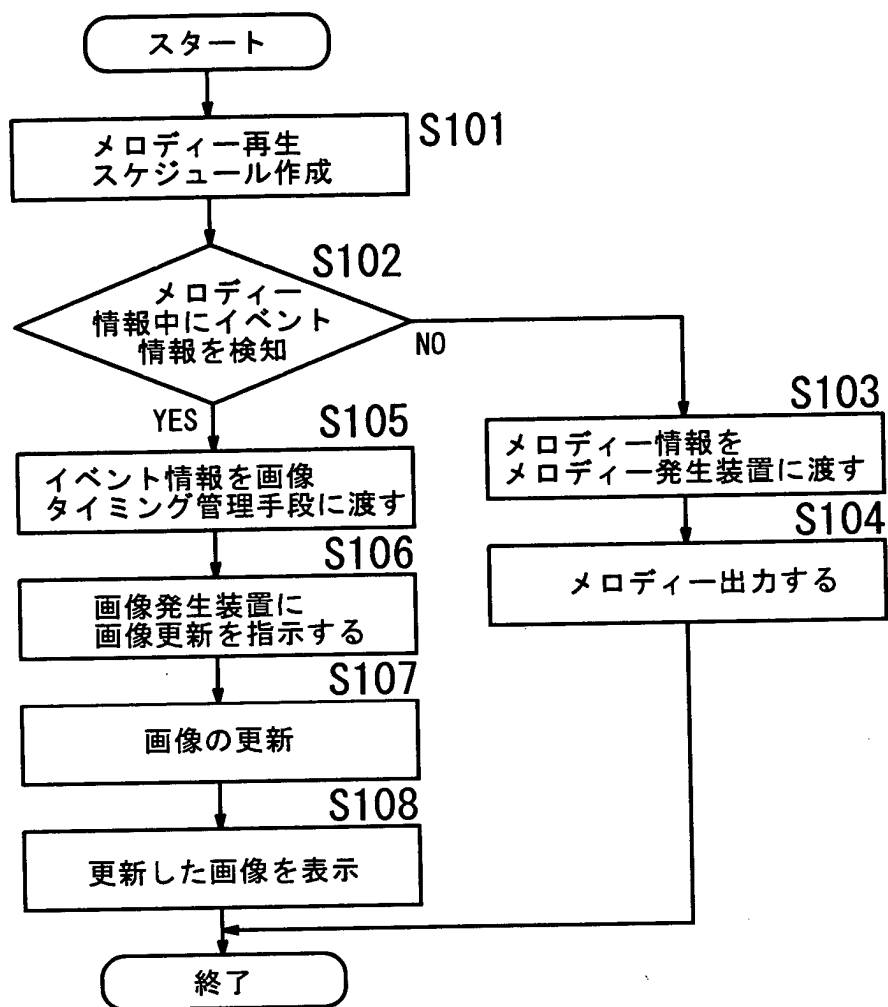 スタート
S101
メロディー再生
スケジュール作成
S102
メロディー
情報中にイベント
情報を検知
NO
YES
S103
メロディー情報を
メロディー発生装置に渡す
S104
メロディー出力する
S105
イベント情報を画像
タイミング管理手段に渡す
S106
画像発生装置に
画像更新を指示する
S107
画像の更新
S108
更新した画像を表示
終了